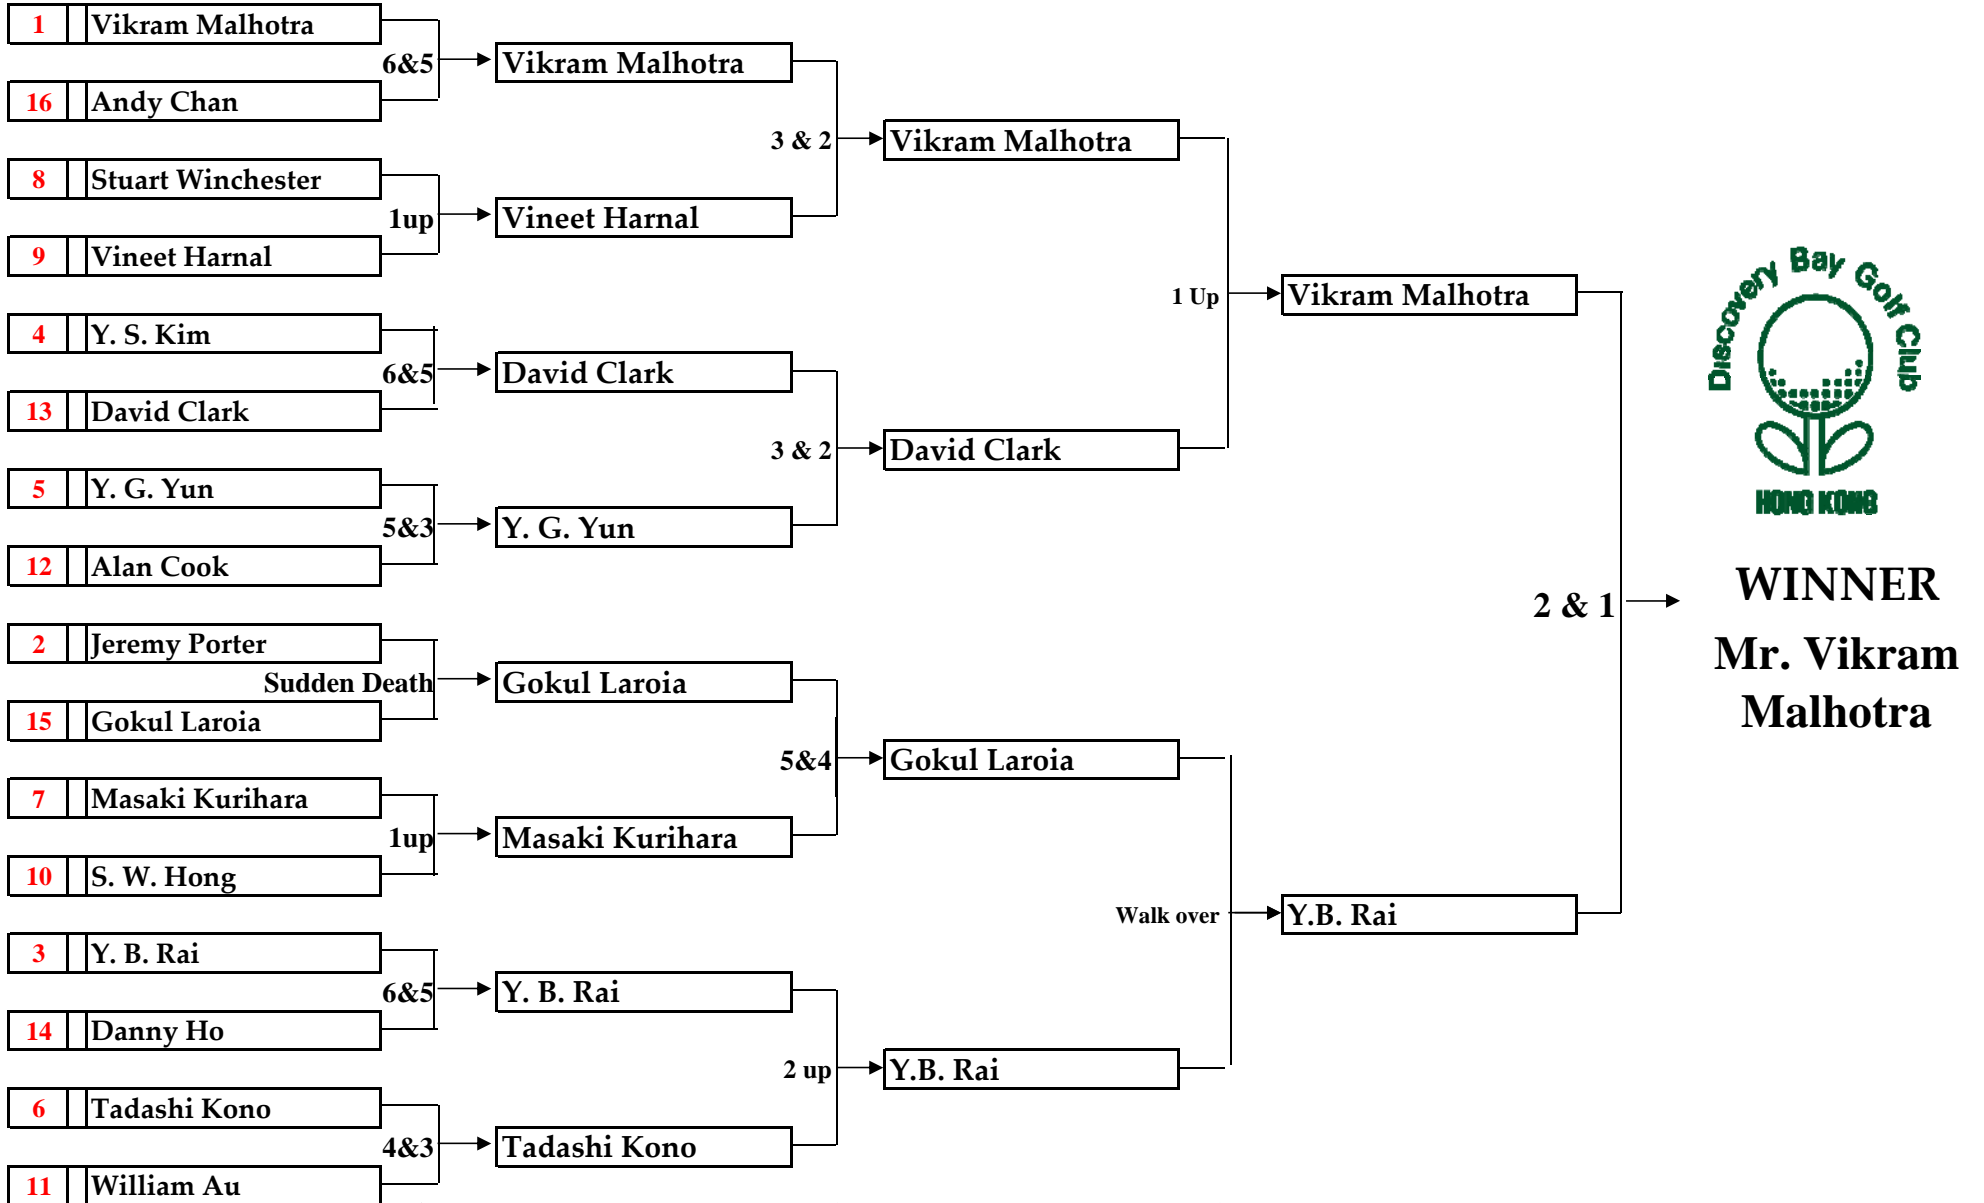 1 Vikram Malhotra
6&5
16 Andy Chan
Vikram Malhotra
8 Stuart Winchester
1up
9 Vineet Harnal
Vineet Harnal
3 & 2
Vikram Malhotra
4 Y. S. Kim
6&5
13 David Clark
David Clark
5 Y. G. Yun
5&3
12 Alan Cook
Y. G. Yun
3 & 2
David Clark
1 Up
Vikram Malhotra
2 Jeremy Porter
Sudden Death
15 Gokul Laroia
Gokul Laroia
7 Masaki Kurihara
1up
10 S. W. Hong
Masaki Kurihara
5&4
Gokul Laroia
3 Y. B. Rai
6&5
14 Danny Ho
Y. B. Rai
6 Tadashi Kono
4&3
11 William Au
Tadashi Kono
2 up
Y.B. Rai
Walk over
Y.B. Rai
2 & 1
Discovery Bay Golf Club
HONG KONG
WINNER
Mr. Vikram
Malhotra